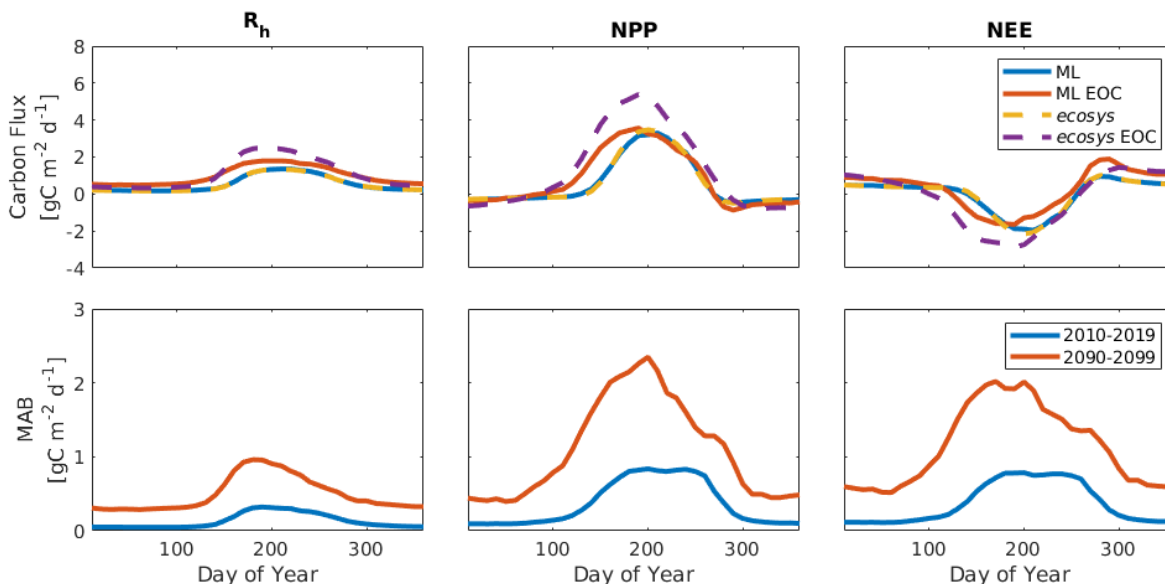 R_h NPP NEE
8
6
4
2
0
-2
-4
Carbon Flux
[gC m^-2 d^-1]
ML
ML EOC
ecosys
ecosys EOC
3
2
1
0
MAB
[gC m^-2 d^-1]
2010-2019
2090-2099
100 200 300 100 200 300 100 200 300
Day of Year Day of Year Day of Year